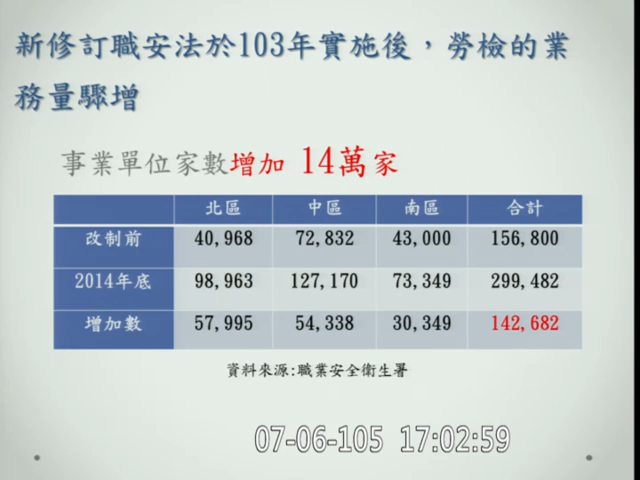 新修訂職安法於103年實施後，勞檢的業
務量驟增
事業單位家數增加 14萬家
北區 中區 南區 合計
改制前 40,968 72,832 43,000 156,800
2014年底 98,963 127,170 73,349 299,482
增加數 57,995 54,338 30,349 142,682
資料來源:職業安全衛生署
07-06-105 17:02:59